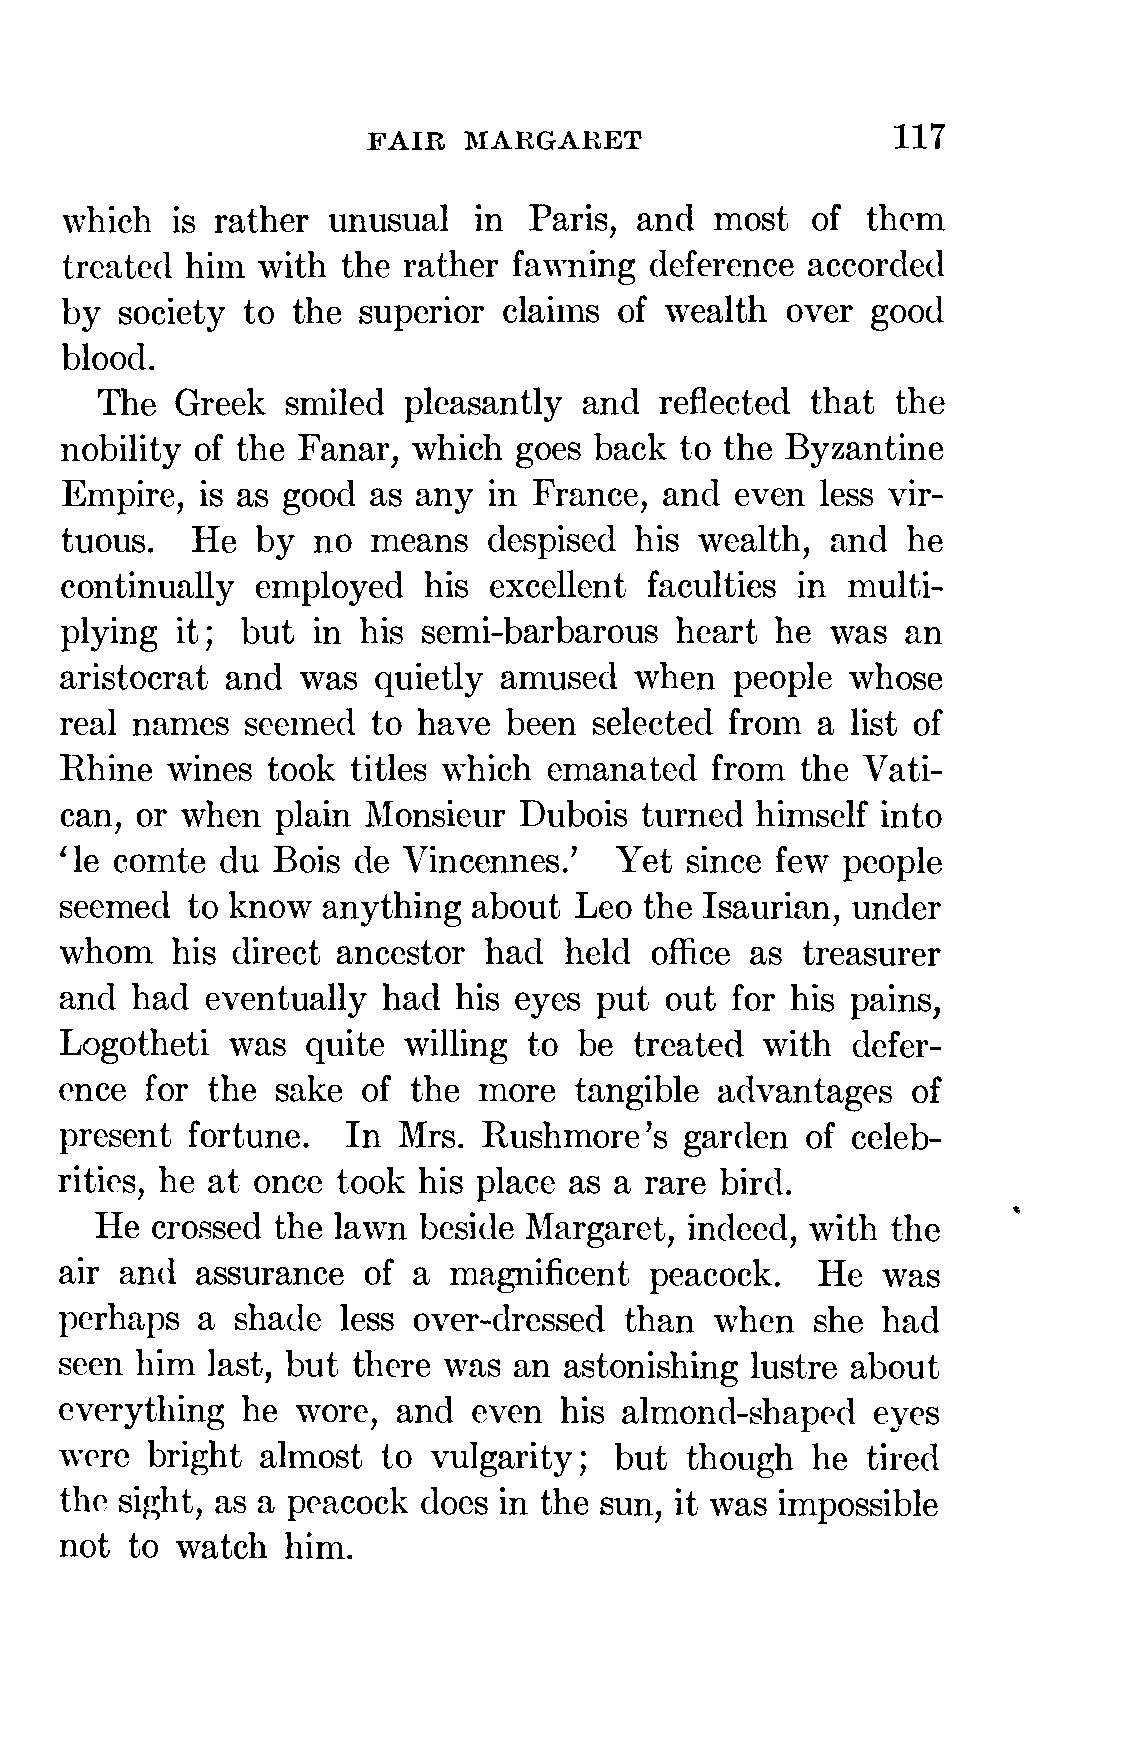 FAIR MARGARET 117
which is rather unusual in Paris, and most of them
treated him with the rather fawning deference accorded
by society to the superior claims of wealth over good
blood.
The Greek smiled pleasantly and reflected that the
nobility of the Fanar, which goes back to the Byzantine
Empire, is as good as any in France, and even less vir-
tuous. He by no means despised his wealth, and he
continually employed his excellent faculties in multi-
plying it; but in his semi-barbarous heart he was an
aristocrat and was quietly amused when people whose
real names seemed to have been selected from a list of
Rhine wines took titles which emanated from the Vati-
can, or when plain Monsieur Dubois turned himself into
‘le comte du Bois de Vincennes.’ Yet since few people
seemed to know anything about Leo the Isaurian, under
whom his direct ancestor had held office as treasurer
and had eventually had his eyes put out for his pains,
Logotheti was quite willing to be treated with defer-
ence for the sake of the more tangible advantages of
present fortune. In Mrs. Rushmore's garden of celeb-
rities, he at once took his place as a rare bird.
He crossed the lawn beside Margaret, indeed, with the
air and assurance of a magnificent peacock. He was
perhaps a shade less over-dressed than when she had
seen him last, but there was an astonishing lustre about
everything he wore, and even his almond-shaped eyes
were bright almost to vulgarity; but though he tired
the sight, as a peacock does in the sun, it was impossible
not to watch him.